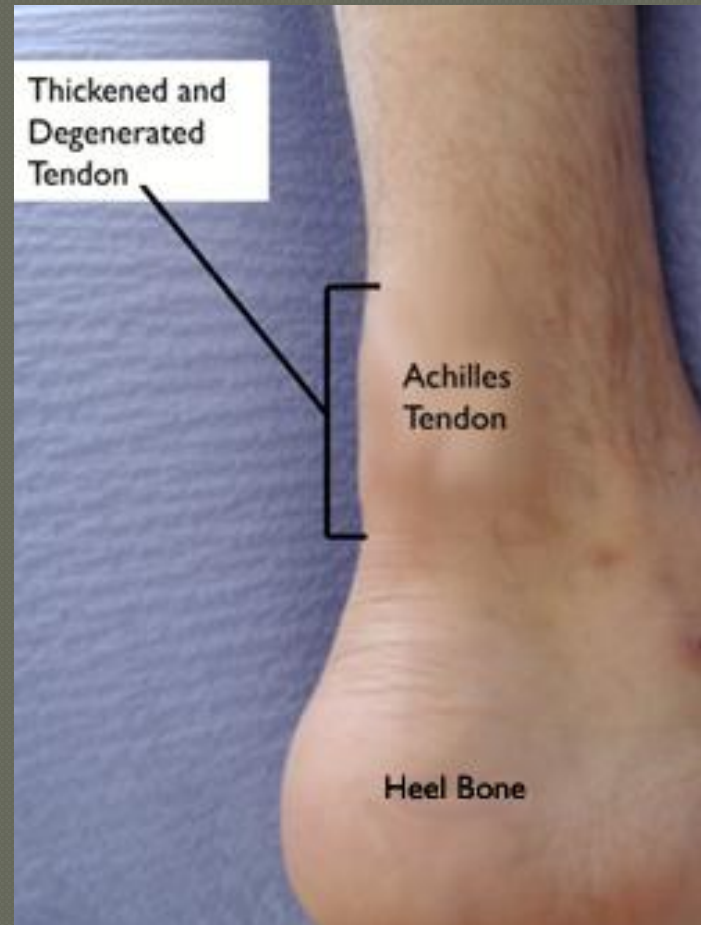 Thickened and
Degenerated
Tendon
Achilles
Tendon
Heel Bone